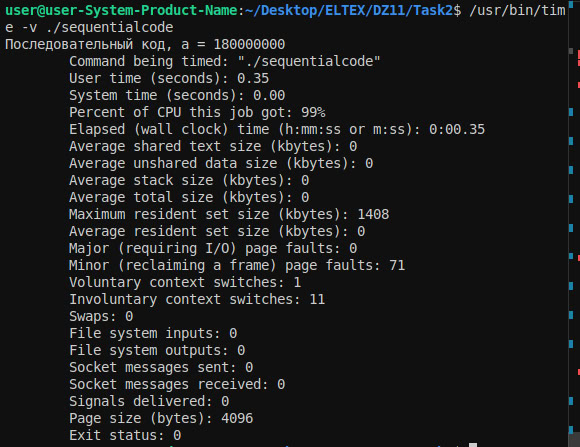 user@user-System-Product-Name:~/Desktop/ELTEX/DZ11/Task2$ /usr/bin/tim
e -v ./sequentialcode
Последовательный код, a = 180000000
Command being timed: "./sequentialcode"
User time (seconds): 0.35
System time (seconds): 0.00
Percent of CPU this job got: 99%
Elapsed (wall clock) time (h:mm:ss or m:ss): 0:00.35
Average shared text size (kbytes): 0
Average unshared data size (kbytes): 0
Average stack size (kbytes): 0
Average total size (kbytes): 0
Maximum resident set size (kbytes): 1408
Average resident set size (kbytes): 0
Major (requiring I/O) page faults: 0
Minor (reclaiming a frame) page faults: 71
Voluntary context switches: 1
Involuntary context switches: 11
Swaps: 0
File system inputs: 0
File system outputs: 0
Socket messages sent: 0
Socket messages received: 0
Signals delivered: 0
Page size (bytes): 4096
Exit status: 0